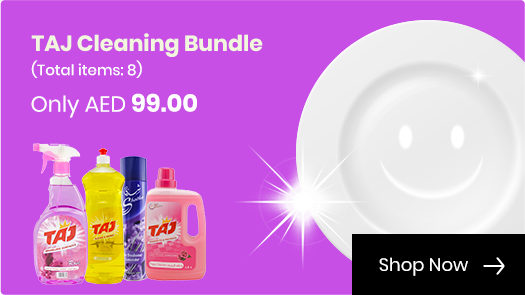 TAJ Cleaning Bundle
(Total items: 8)
Only AED 99.00
TAJ
TAJ
TAJ
Shop Now